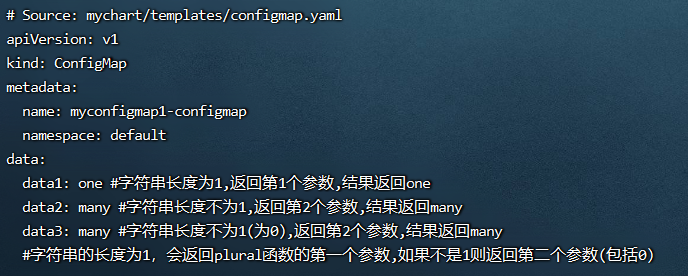 # Source: mychart/templates/configmap.yaml
apiVersion: v1
kind: ConfigMap
metadata:
  name: myconfigmap1-configmap
  namespace: default
data:
  data1: one #字符串长度为1,返回第1个参数,结果返回one
  data2: many #字符串长度不为1,返回第2个参数,结果返回many
  data3: many #字符串长度不为1(为0),返回第2个参数,结果返回many
  #字符串的长度为1，会返回plural函数的第一个参数,如果不是1则返回第二个参数(包括0)